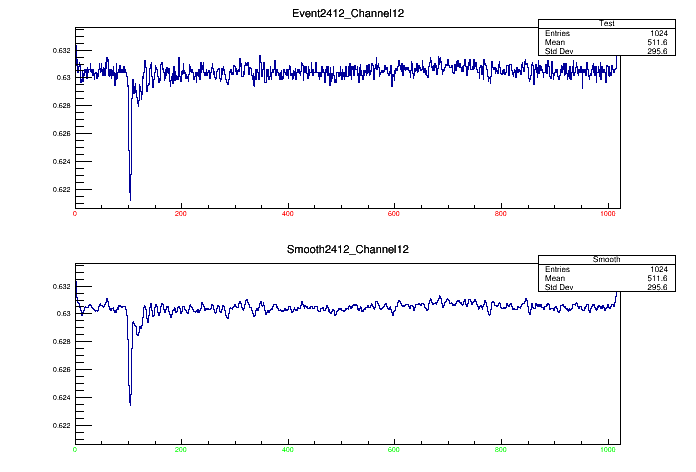 Event2412_Channel12
Test
Entries 1024
Mean 511.6
Std Dev 295.6
0.632
0.63
0.628
0.626
0.624
0.622
0 200 400 600 800 1000
Smooth2412_Channel12
Smooth
Entries 1024
Mean 511.6
Std Dev 295.6
0.632
0.63
0.628
0.626
0.624
0.622
0 200 400 600 800 1000